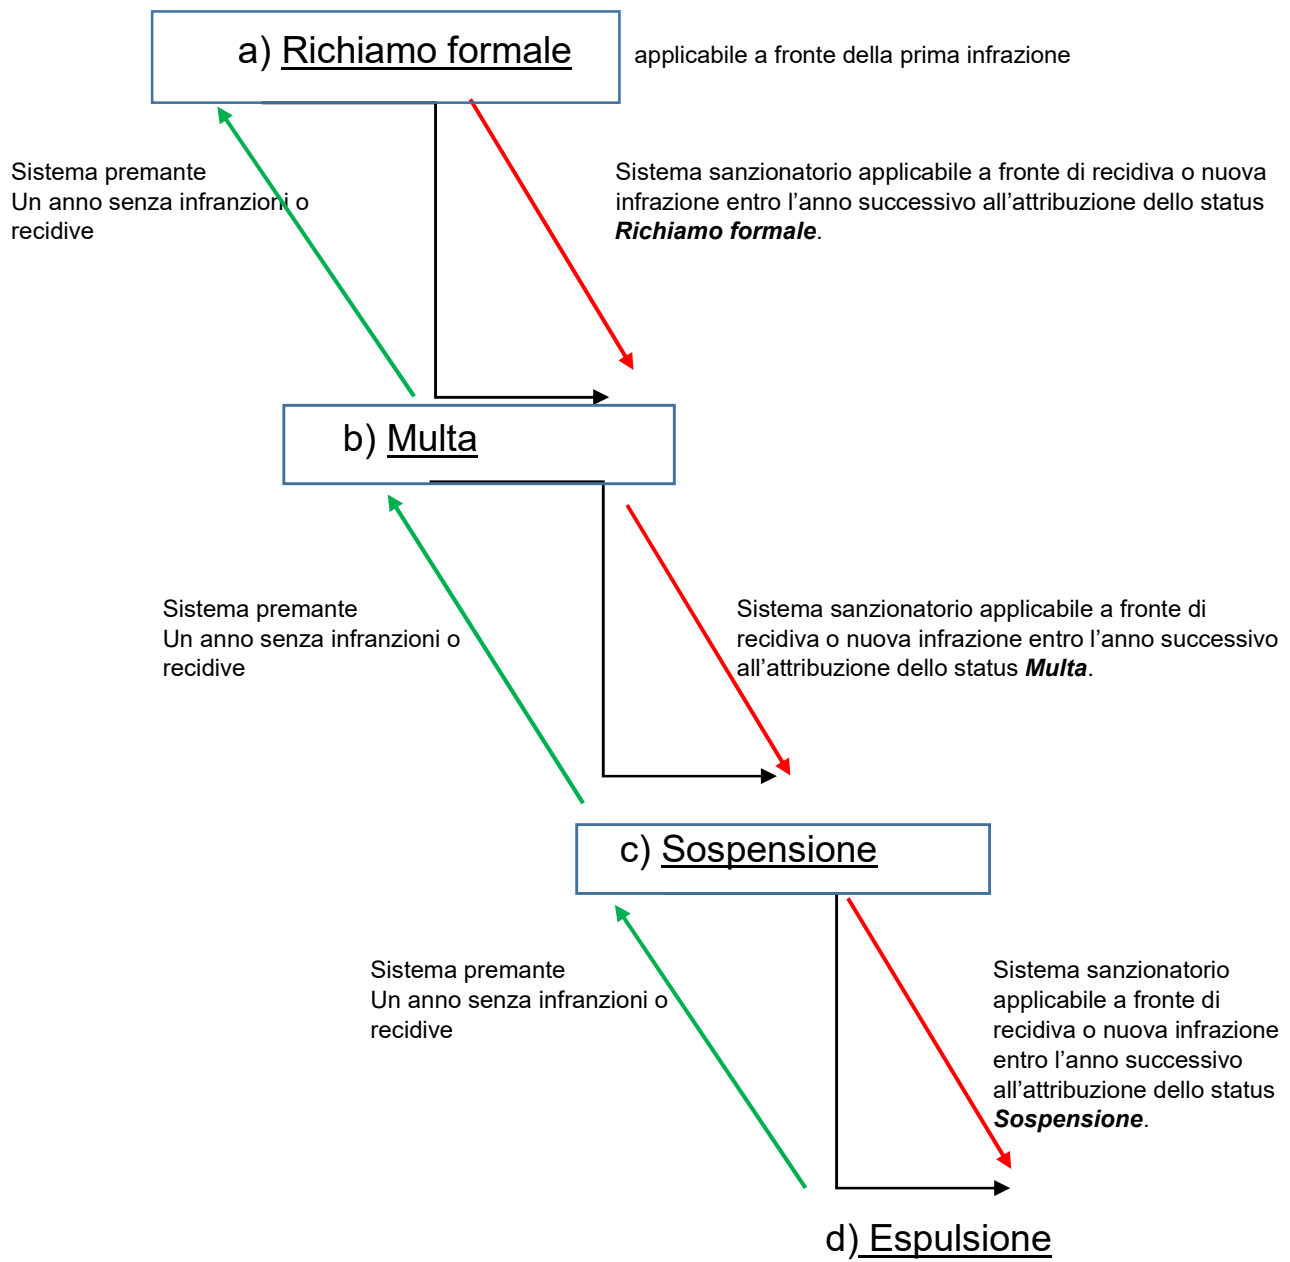 a) Richiamo formale
applicabile a fronte della prima infrazione
Sistema premante
Un anno senza infranzioni o
recidive
Sistema sanzionatorio applicabile a fronte di recidiva o nuova
infrazione entro l’anno successivo all’attribuzione dello status
Richiamo formale.
b) Multa
Sistema premante
Un anno senza infranzioni o
recidive
Sistema sanzionatorio applicabile a fronte di
recidiva o nuova infrazione entro l’anno successivo
all’attribuzione dello status Multa.
c) Sospensione
Sistema premante
Un anno senza infranzioni o
recidive
Sistema sanzionatorio
applicabile a fronte di
recidiva o nuova infrazione
entro l’anno successivo
all’attribuzione dello status
Sospensione.
d) Espulsione